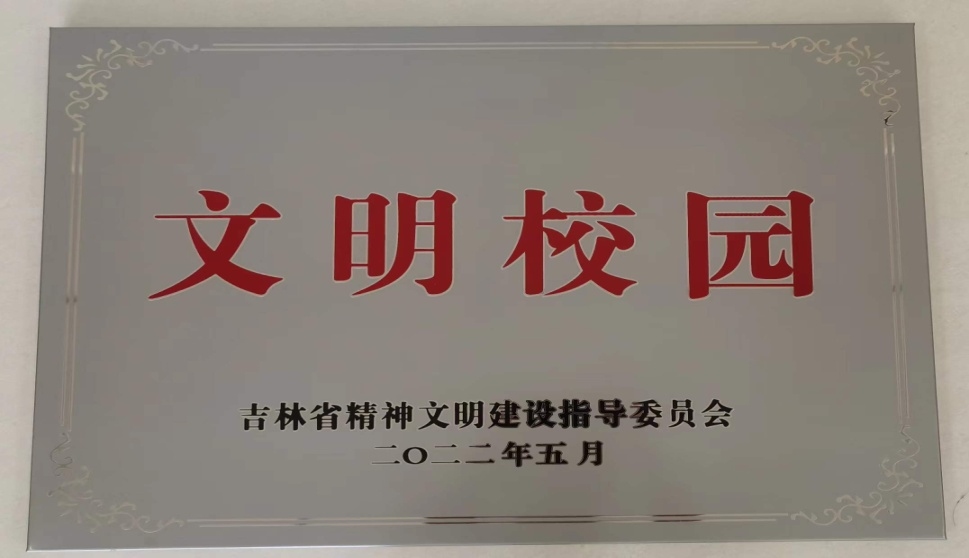 文明校园
吉林省精神文明建设指导委员会
二〇二二年五月